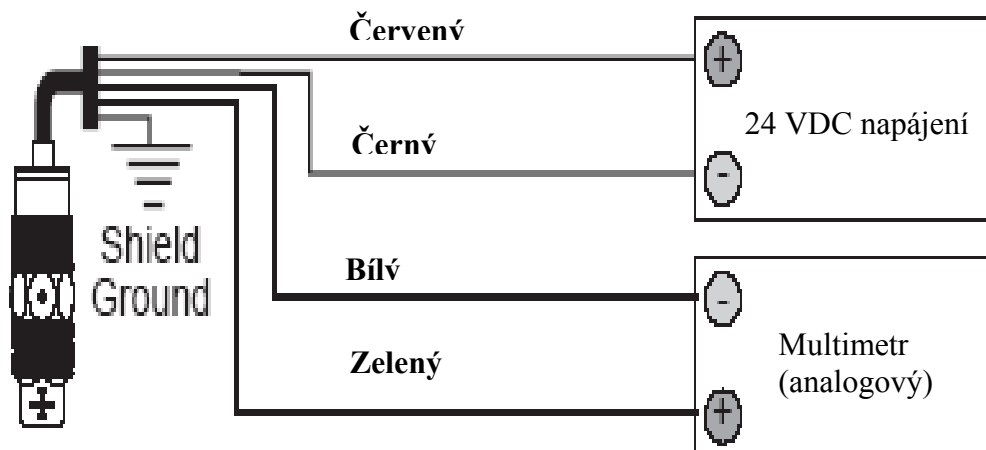 Červený
+
24 VDC napájení
Černý
-
Shield
Ground
Bílý
-
Zelený
Multimetr
(analogový)
+